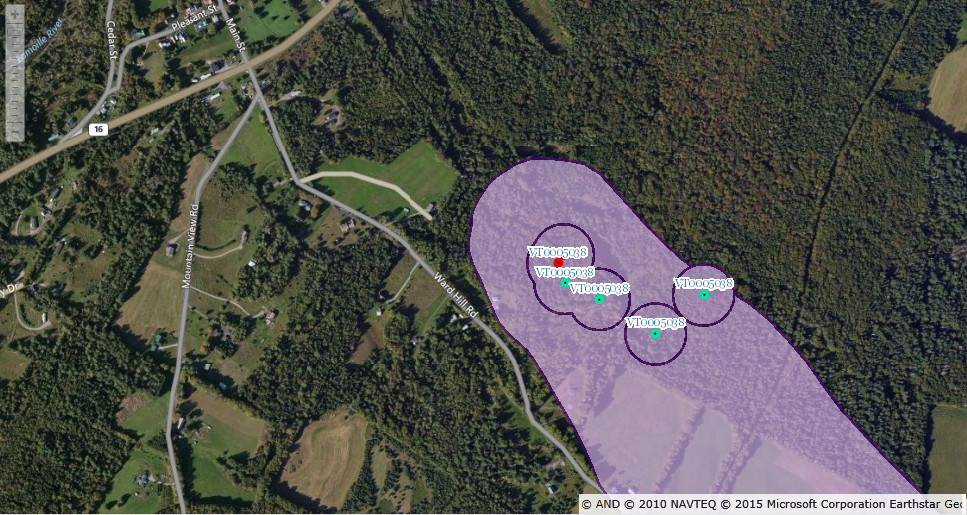 Pleasant St
Main St
Cedar St
Lamoille River
16
Mountain View Rd
Ward Hill Rd
y Dr
VT0005038
VT0005038
VT0005038
VT0005038
VT0005038
© AND © 2010 NAVTEQ © 2015 Microsoft Corporation Earthstar Geo